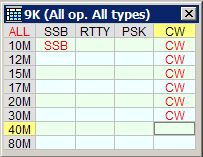 9K (All op. All types)
ALL SSB RTTY PSK CW
10M SSB CW
12M CW
15M CW
17M CW
20M CW
30M CW
40M
80M